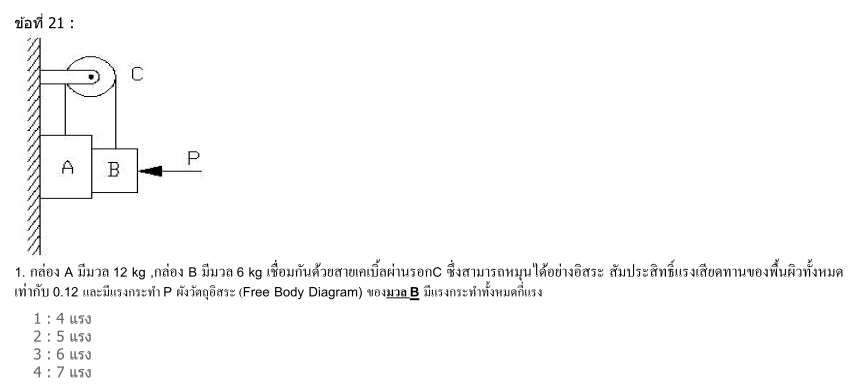 ข้อที่ 21 :
C
P
A
B
1. กล่อง A มีมวล 12 kg ,กล่อง B มีมวล 6 kg เชื่อมกันด้วยสายเคเบิ้ลผ่านรอกC ซึ่งสามารถหมุนได้อย่างอิสระ สัมประสิทธิ์แรงเสียดทานของพื้นผิวทั้งหมด
เท่ากับ 0.12 และมีแรงกระทำ P ผังวัตถุอิสระ (Free Body Diagram) ของมวล B มีแรงกระทำทั้งหมดกี่แรง
1 : 4 แรง
2 : 5 แรง
3 : 6 แรง
4 : 7 แรง